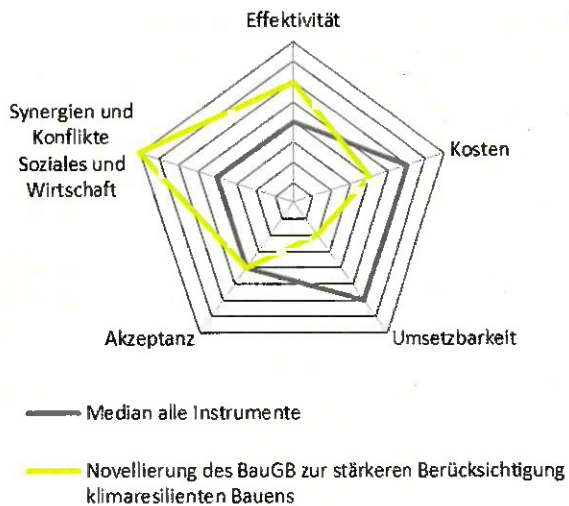 Effektivität
Synergien und
Konflikte
Soziales und
Wirtschaft
Kosten
Akzeptanz
Umsetzbarkeit
Median alle Instrumente
Novellierung des BauGB zur stärkeren Berücksichtigung
klimaresilienten Bauens